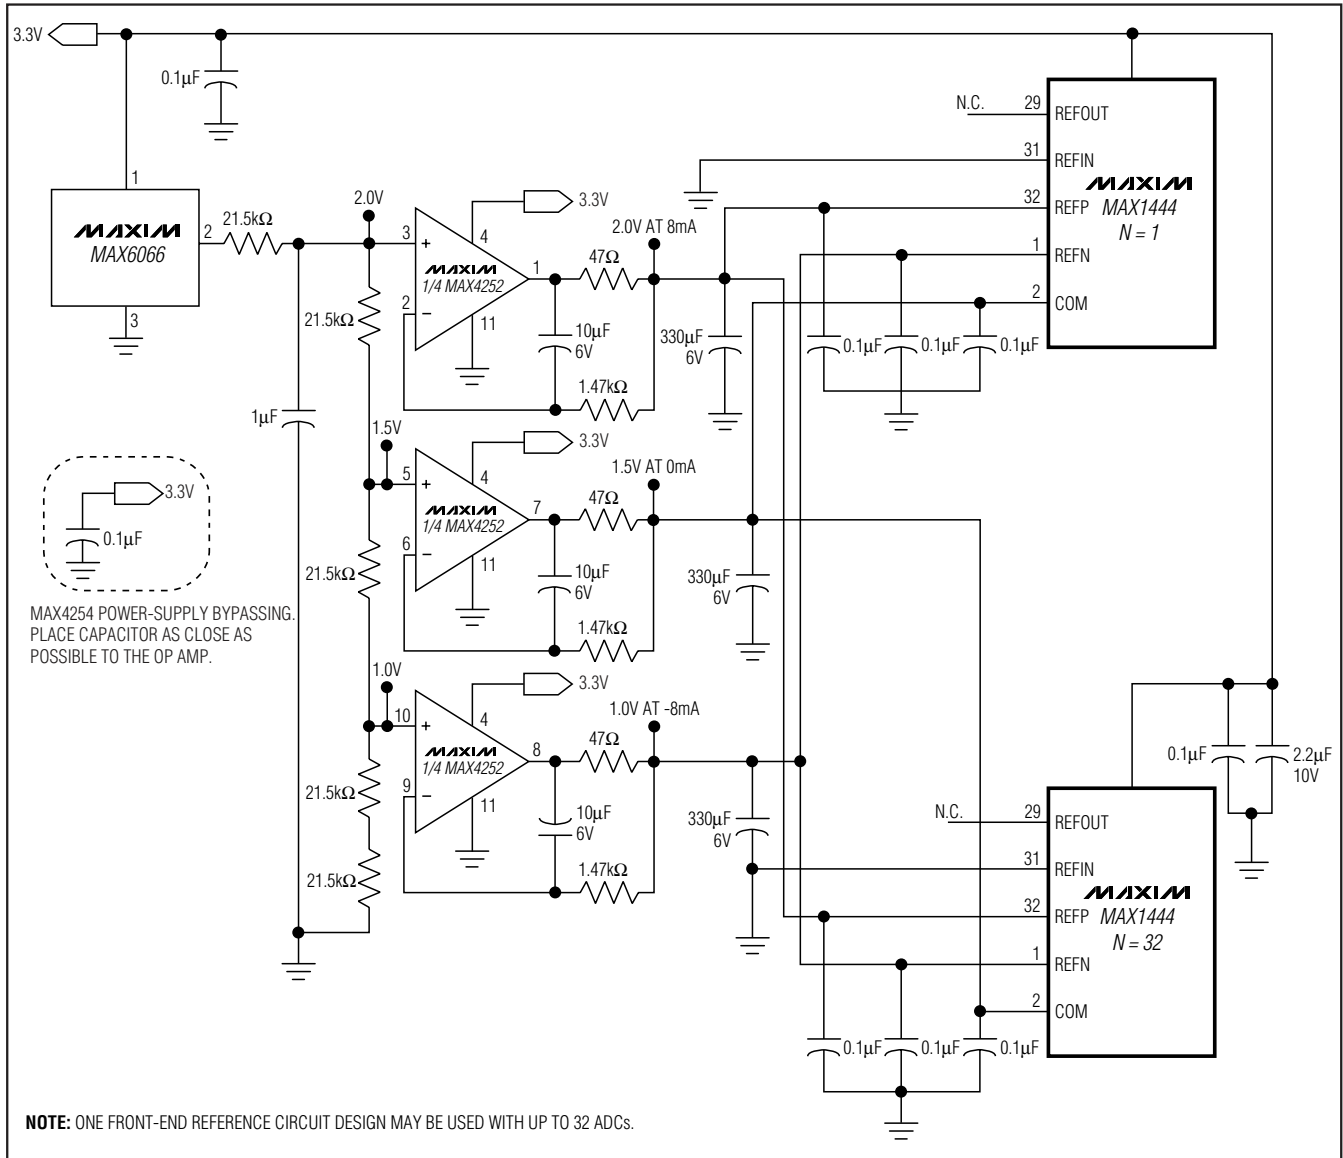 3.3V
0.1µF
1
MAXIM
MAX6066
2
3
21.5kΩ
2.0V
21.5kΩ
1µF
3
+
4
3.3V
MAXIM
1/4 MAX4252
2
−
11
1
47Ω
2.0V AT 8mA
10µF
6V
1.47kΩ
330µF
6V
1.5V
5
+
4
3.3V
MAXIM
1/4 MAX4252
6
−
11
7
47Ω
1.5V AT 0mA
10µF
6V
1.47kΩ
330µF
6V
21.5kΩ
3.3V
0.1µF
MAX4254 POWER-SUPPLY BYPASSING.
PLACE CAPACITOR AS CLOSE AS
POSSIBLE TO THE OP AMP.
1.0V
10
+
4
3.3V
MAXIM
1/4 MAX4252
9
−
11
8
47Ω
1.0V AT -8mA
10µF
6V
1.47kΩ
330µF
6V
21.5kΩ
21.5kΩ
N.C.
29
REFOUT
31
REFIN
32
REFP
1
REFN
2
COM
MAXIM
MAX1444
N = 1
0.1µF
0.1µF
0.1µF
0.1µF
2.2µF
10V
N.C.
29
REFOUT
31
REFIN
32
REFP
1
REFN
2
COM
MAXIM
MAX1444
N = 32
0.1µF
0.1µF
0.1µF
NOTE: ONE FRONT-END REFERENCE CIRCUIT DESIGN MAY BE USED WITH UP TO 32 ADCs.